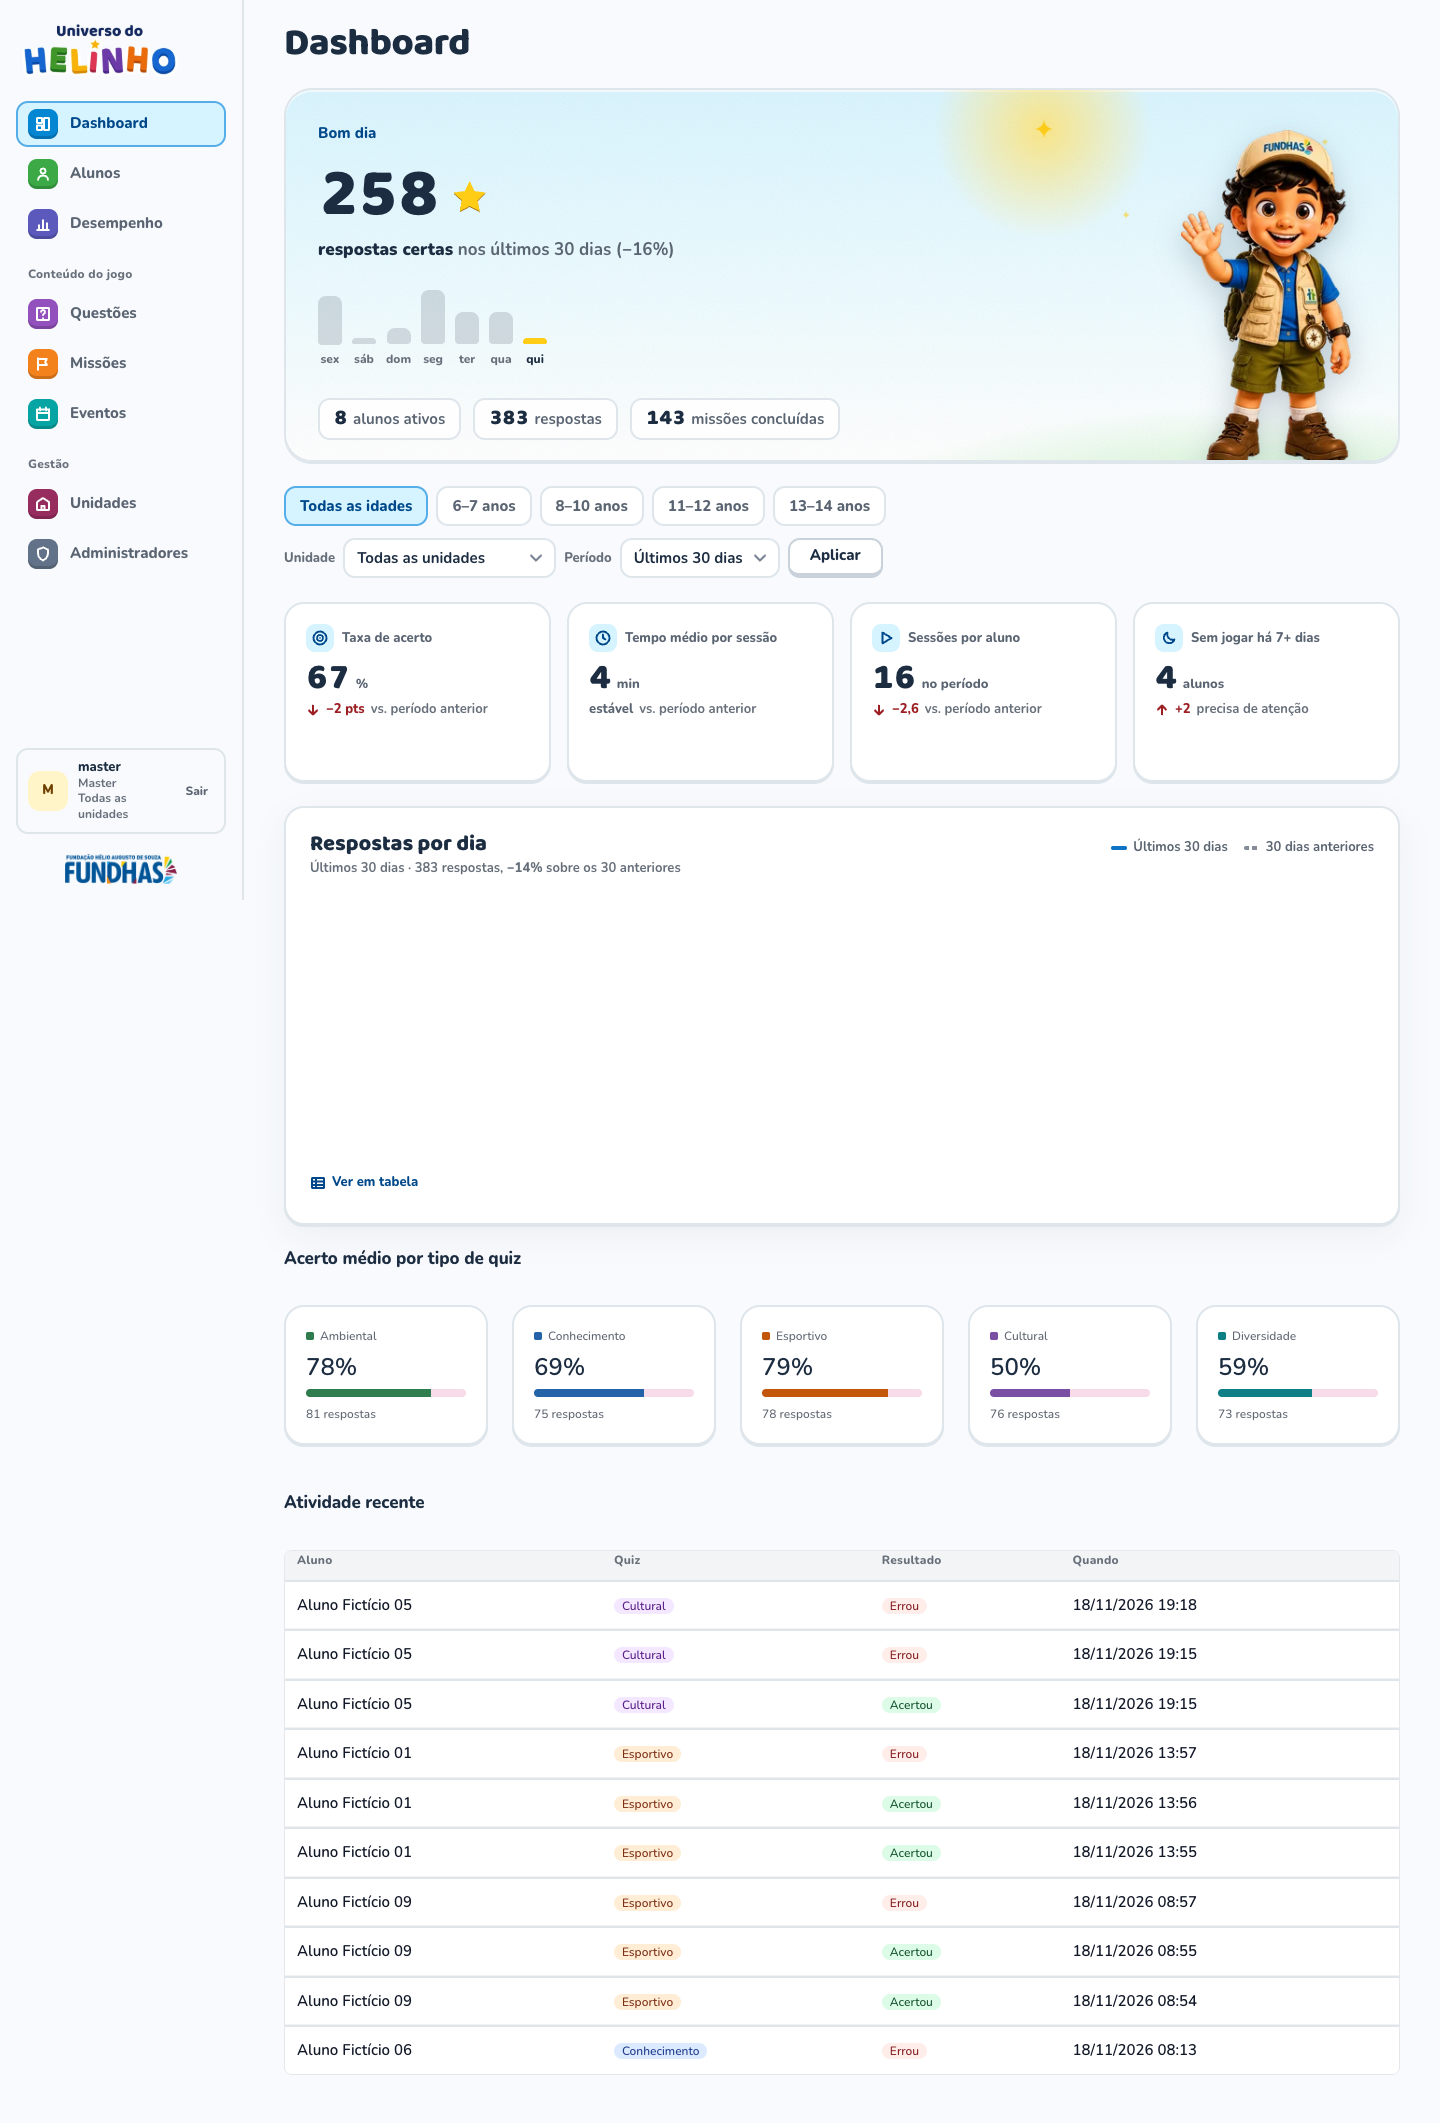 Universo do
HELINHO
Dashboard
Alunos
Desempenho
Conteúdo do jogo
Questões
Missões
Eventos
Gestão
Unidades
Administradores
M
master
Master
Todas as
unidades
Sair
FUNDAÇÃO HÉLIO AUGUSTO DE SOUZA
FUNDHAS
Dashboard
Bom dia
258
respostas certas nos últimos 30 dias (−16%)
sex sáb dom seg ter qua qui
8 alunos ativos
383 respostas
143 missões concluídas
FUNDHAS
Todas as idades
6–7 anos
8–10 anos
11–12 anos
13–14 anos
Unidade
Todas as unidades
Período
Últimos 30 dias
Aplicar
Taxa de acerto
67 %
−2 pts vs. período anterior
Tempo médio por sessão
4 min
estável vs. período anterior
Sessões por aluno
16 no período
−2,6 vs. período anterior
Sem jogar há 7+ dias
4 alunos
+2 precisa de atenção
Respostas por dia
Últimos 30 dias · 383 respostas, −14% sobre os 30 anteriores
Últimos 30 dias
30 dias anteriores
Ver em tabela
Acerto médio por tipo de quiz
Ambiental
78%
81 respostas
Conhecimento
69%
75 respostas
Esportivo
79%
78 respostas
Cultural
50%
76 respostas
Diversidade
59%
73 respostas
Atividade recente
Aluno Quiz Resultado Quando
Aluno Fictício 05 Cultural Errou 18/11/2026 19:18
Aluno Fictício 05 Cultural Errou 18/11/2026 19:15
Aluno Fictício 05 Cultural Acertou 18/11/2026 19:15
Aluno Fictício 01 Esportivo Errou 18/11/2026 13:57
Aluno Fictício 01 Esportivo Acertou 18/11/2026 13:56
Aluno Fictício 01 Esportivo Acertou 18/11/2026 13:55
Aluno Fictício 09 Esportivo Errou 18/11/2026 08:57
Aluno Fictício 09 Esportivo Acertou 18/11/2026 08:55
Aluno Fictício 09 Esportivo Acertou 18/11/2026 08:54
Aluno Fictício 06 Conhecimento Errou 18/11/2026 08:13